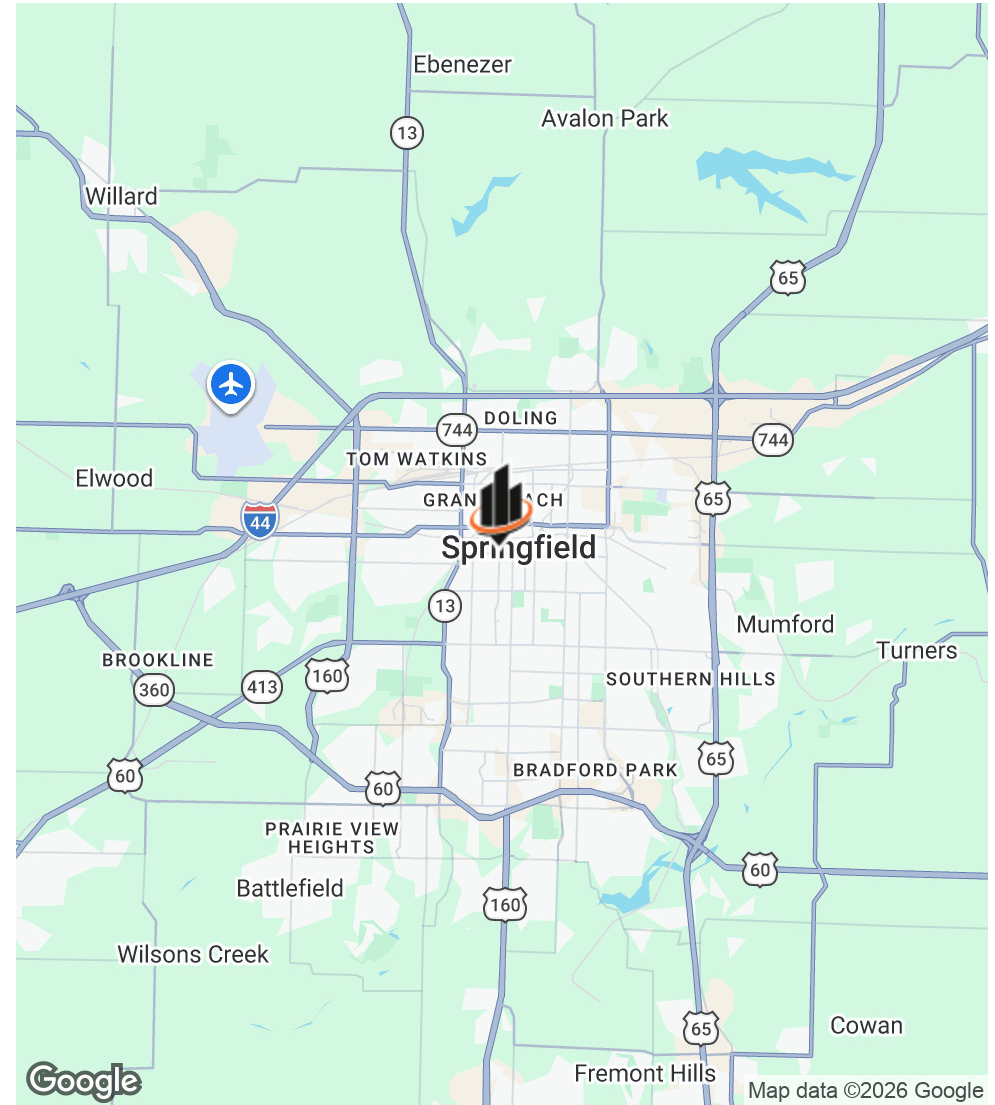 Ebenezer
Avalon Park
13
Willard
65
DOLING
744
744
TOM WATKINS
Elwood
65
44
Springfield
13
Mumford
Turners
BROOKLINE
160
SOUTHERN HILLS
413
360
65
BRADFORD PARK
60
60
PRAIRIE VIEW
HEIGHTS
60
Battlefield
160
Wilsons Creek
65
Cowan
Fremont Hills
Google
Map data ©2026 Google